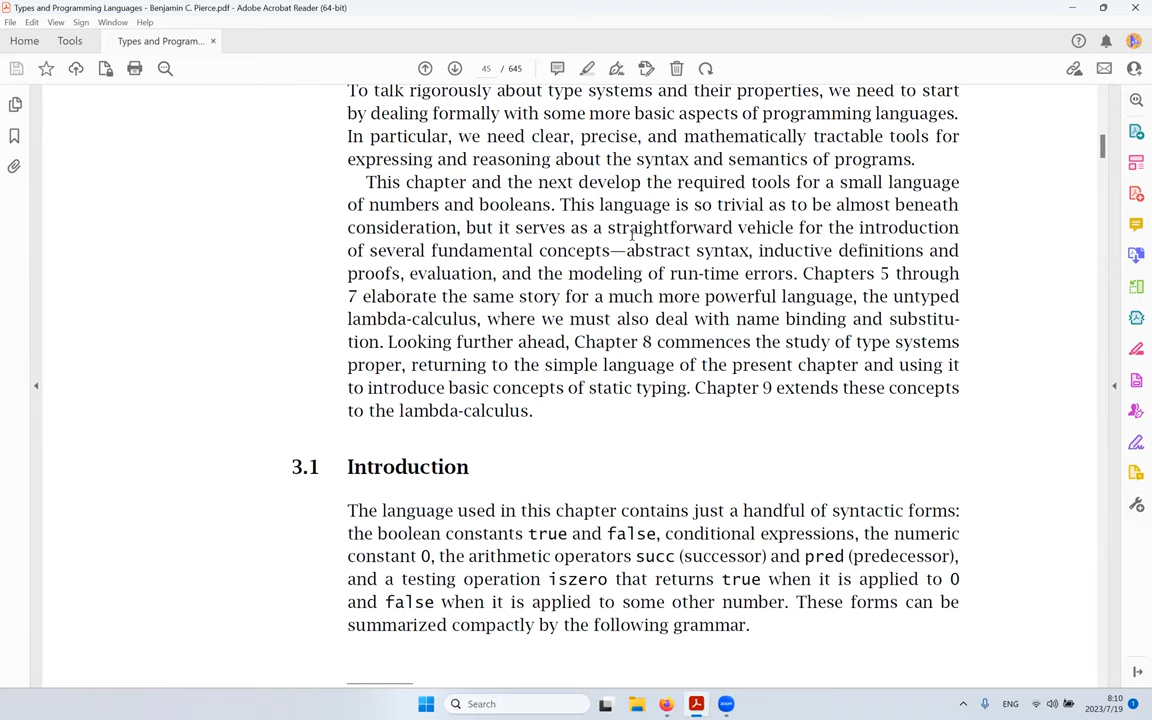 Types and Programming Languages - Benjamin C. Pierce.pdf - Adobe Acrobat Reader (64-bit)
File Edit View Sign Window Help
Home Tools Types and Program... ×
45 / 645
To talk rigorously about type systems and their properties, we need to start
by dealing formally with some more basic aspects of programming languages.
In particular, we need clear, precise, and mathematically tractable tools for
expressing and reasoning about the syntax and semantics of programs.
This chapter and the next develop the required tools for a small language
of numbers and booleans. This language is so trivial as to be almost beneath
consideration, but it serves as a straightforward vehicle for the introduction
of several fundamental concepts—abstract syntax, inductive definitions and
proofs, evaluation, and the modeling of run-time errors. Chapters 5 through
7 elaborate the same story for a much more powerful language, the untyped
lambda-calculus, where we must also deal with name binding and substitu-
tion. Looking further ahead, Chapter 8 commences the study of type systems
proper, returning to the simple language of the present chapter and using it
to introduce basic concepts of static typing. Chapter 9 extends these concepts
to the lambda-calculus.
3.1 Introduction
The language used in this chapter contains just a handful of syntactic forms:
the boolean constants true and false, conditional expressions, the numeric
constant 0, the arithmetic operators succ (successor) and pred (predecessor),
and a testing operation iszero that returns true when it is applied to 0
and false when it is applied to some other number. These forms can be
summarized compactly by the following grammar.
Search
zoom
ENG
8:10
2023/7/19
1